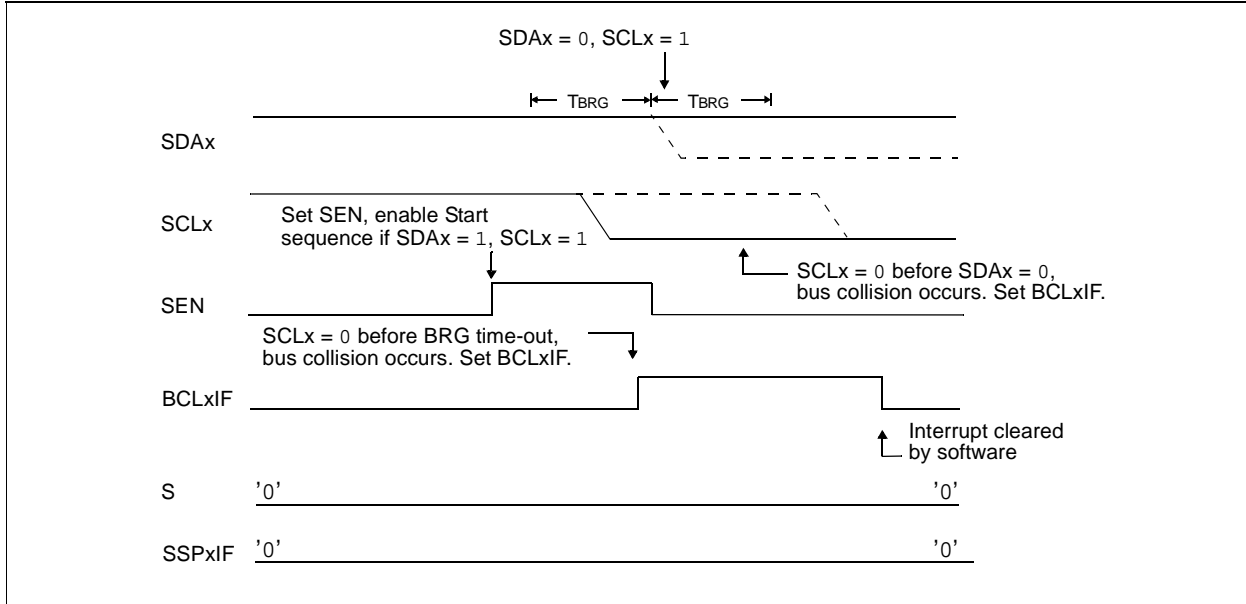 SDAx = 0, SCLx = 1
TBRG TBRG
SDAx
SCLx
Set SEN, enable Start
sequence if SDAx = 1, SCLx = 1
SCLx = 0 before SDAx = 0,
bus collision occurs. Set BCLxIF.
SEN
SCLx = 0 before BRG time-out,
bus collision occurs. Set BCLxIF.
BCLxIF
Interrupt cleared
by software
S '0' '0'
SSPxIF '0' '0'